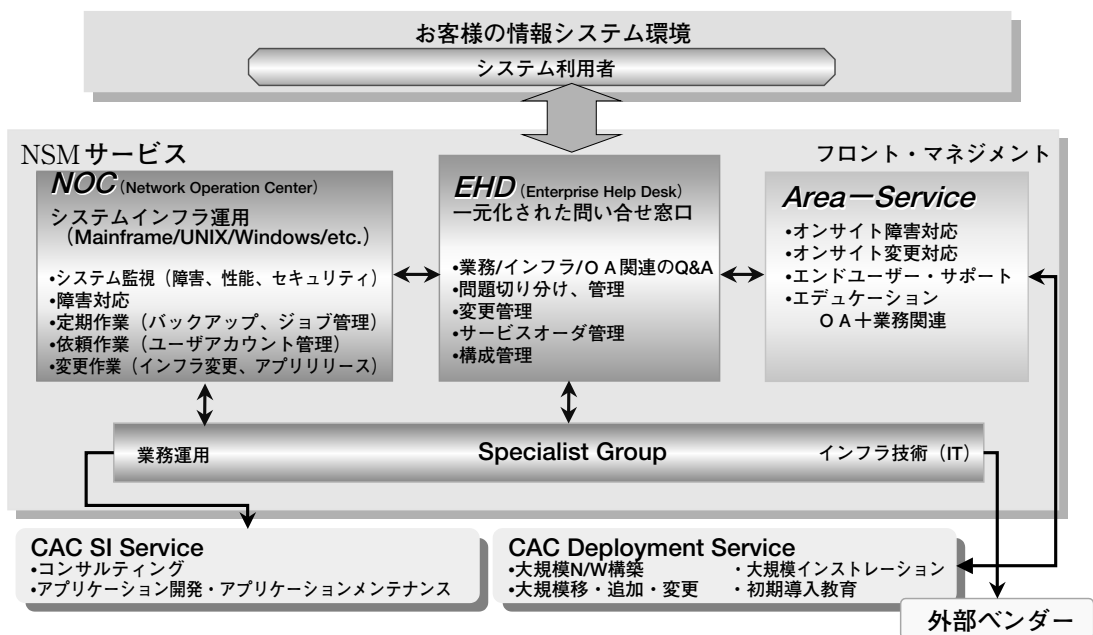 お客様の情報システム環境
システム利用者
NSMサービス
フロント・マネジメント
NOC (Network Operation Center)
システムインフラ運用
(Mainframe/UNIX/Windows/etc.)
•システム監視（障害、性能、セキュリティ）
•障害対応
•定期作業（バックアップ、ジョブ管理）
•依頼作業（ユーザアカウント管理）
•変更作業（インフラ変更、アプリリリース）
EHD (Enterprise Help Desk)
一元化された問い合せ窓口
•業務/インフラ/ＯＡ関連のQ&A
•問題切り分け、管理
•変更管理
•サービスオーダ管理
•構成管理
Area－Service
•オンサイト障害対応
•オンサイト変更対応
•エンドユーザー・サポート
•エデュケーション
ＯＡ＋業務関連
業務運用
Specialist Group
インフラ技術（IT）
CAC SI Service
•コンサルティング
•アプリケーション開発・アプリケーションメンテナンス
CAC Deployment Service
•大規模N/W構築 ・大規模インストレーション
•大規模移・追加・変更 ・初期導入教育
外部ベンダー